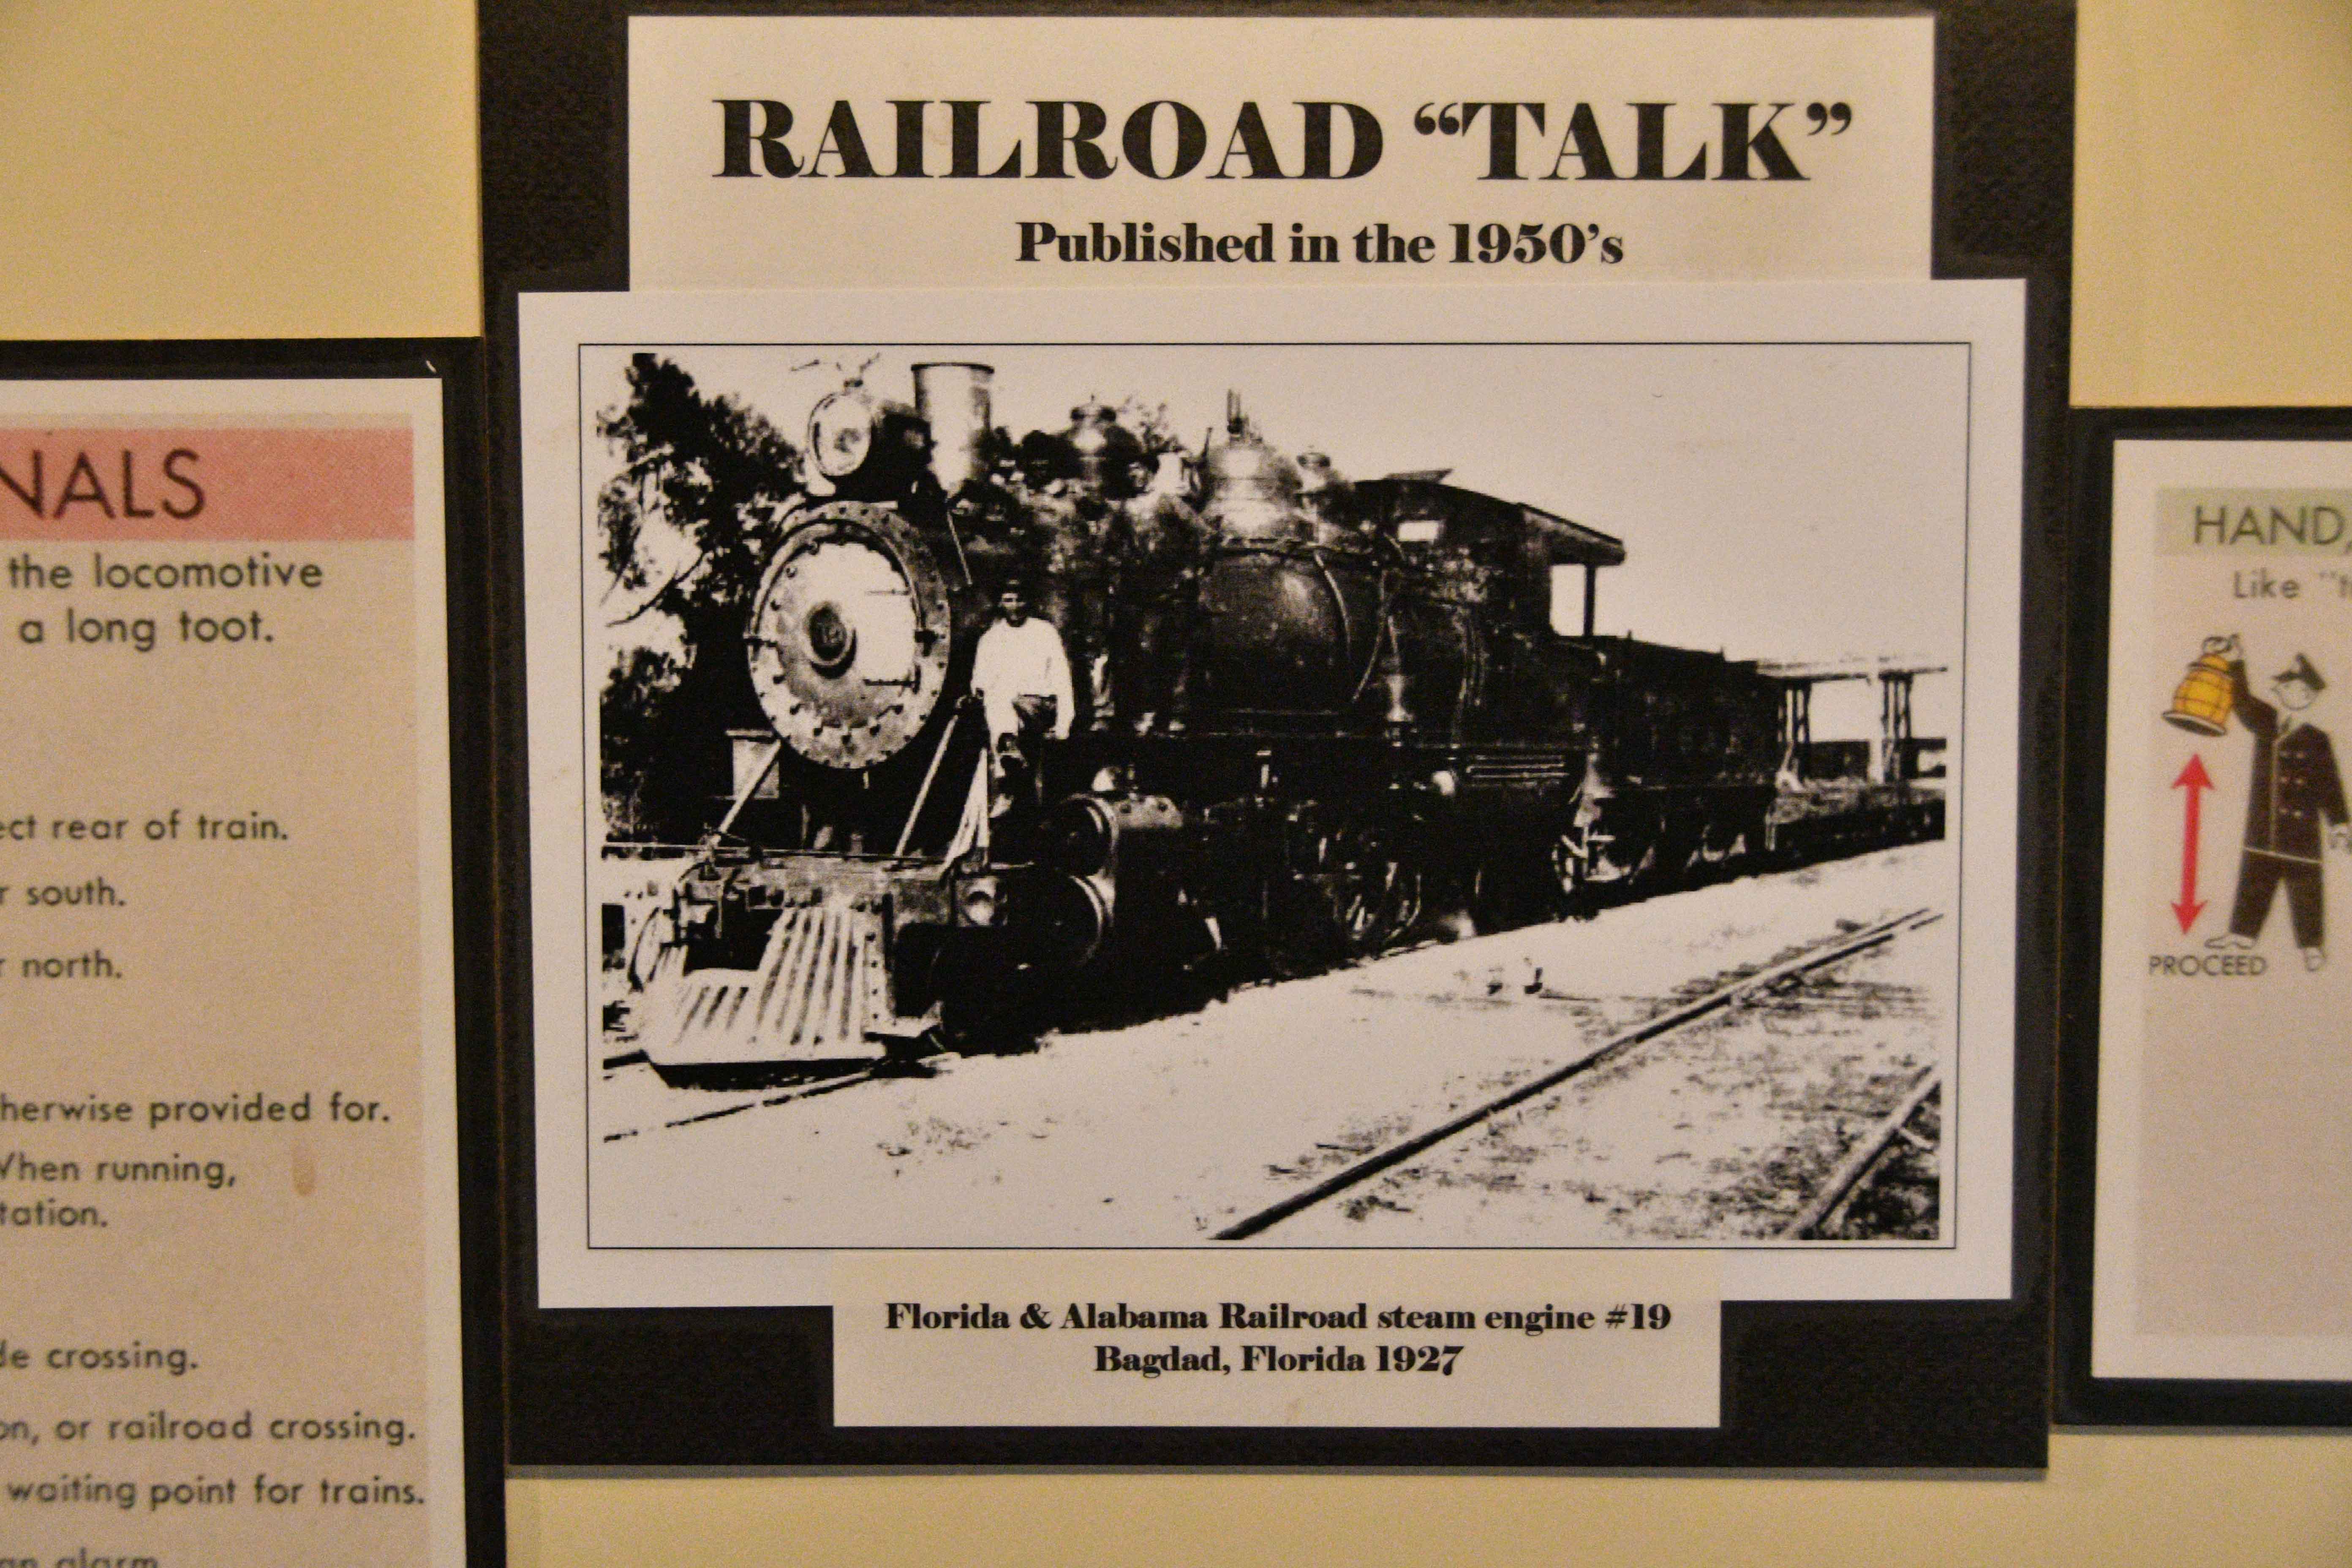 RAILROAD “TALK”
Published in the 1950’s
Florida & Alabama Railroad steam engine #19
Bagdad, Florida 1927
NALS
the locomotive
a long toot.
ect rear of train.
r south.
r north.
herwise provided for.
When running,
tation.
de crossing.
on, or railroad crossing.
waiting point for trains.
an alarm
HAND,
Like
PROCEED